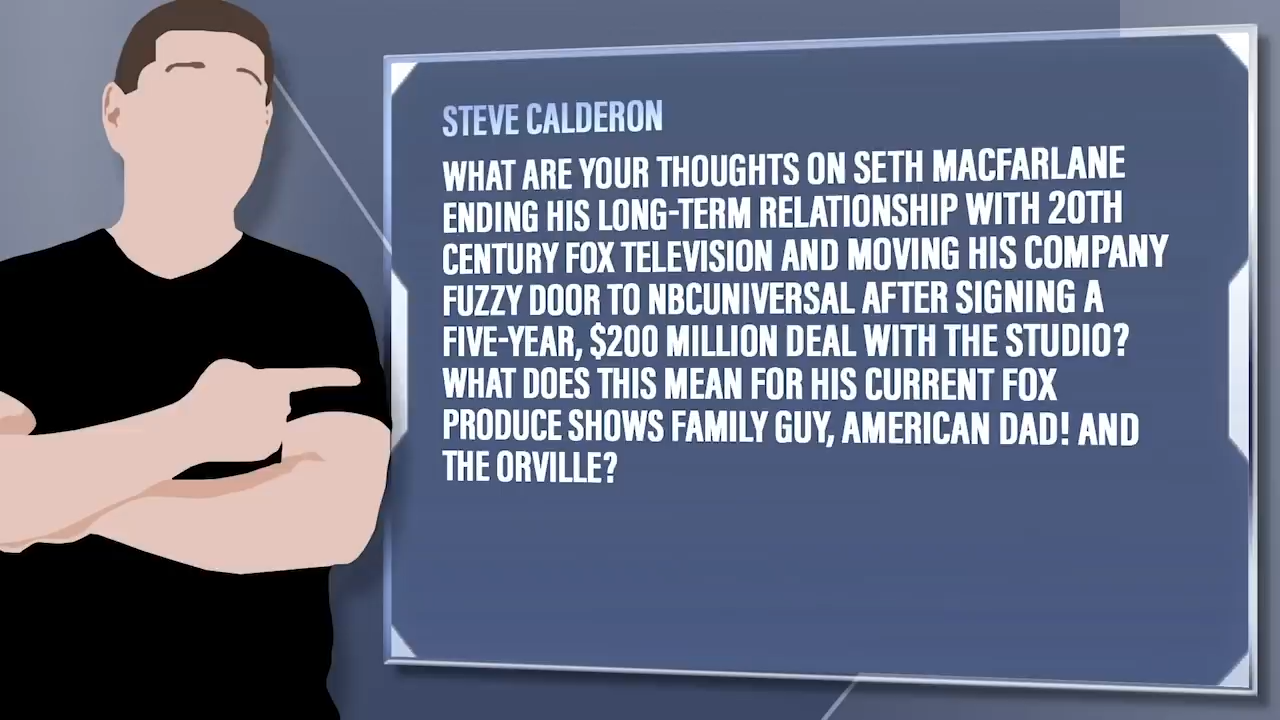 STEVE CALDERON
WHAT ARE YOUR THOUGHTS ON SETH MACFARLANE
ENDING HIS LONG-TERM RELATIONSHIP WITH 20TH
CENTURY FOX TELEVISION AND MOVING HIS COMPANY
FUZZY DOOR TO NBCUNIVERSAL AFTER SIGNING A
FIVE-YEAR, $200 MILLION DEAL WITH THE STUDIO?
WHAT DOES THIS MEAN FOR HIS CURRENT FOX
PRODUCE SHOWS FAMILY GUY, AMERICAN DAD! AND
THE ORVILLE?